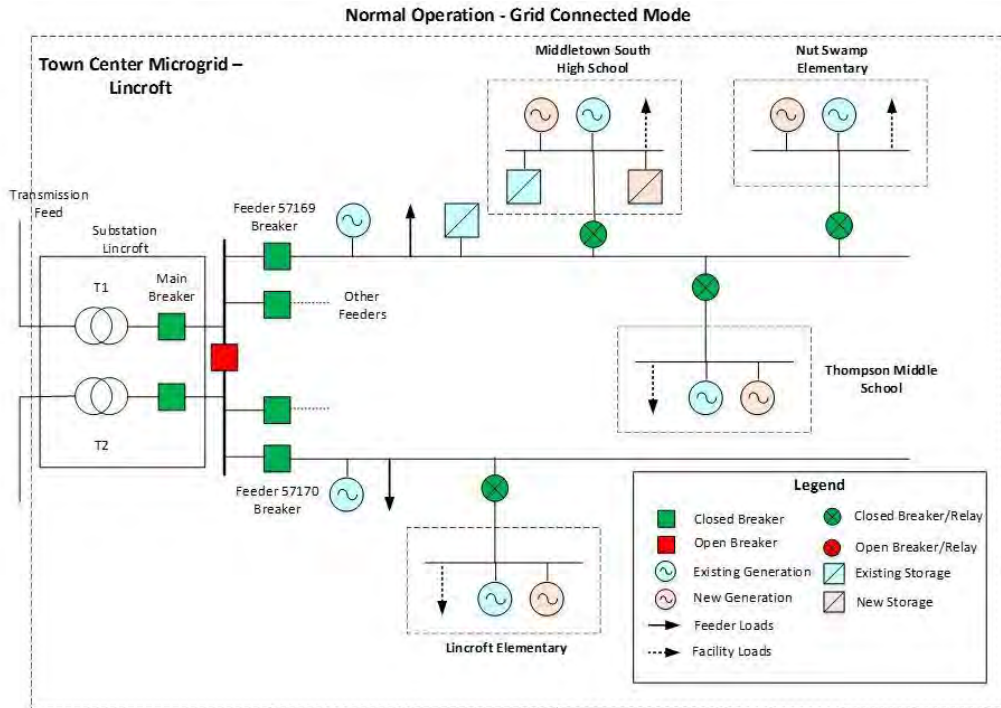 Normal Operation - Grid Connected Mode
Town Center Microgrid –
Lincroft
Middletown South
High School
Nut Swamp
Elementary
Transmission
Feed
Substation
Lincroft
T1
Main
Breaker
Feeder 57169
Breaker
Other
Feeders
T2
Feeder 57170
Breaker
Thompson Middle
School
Lincroft Elementary
Legend
Closed Breaker
Open Breaker
Existing Generation
New Generation
Feeder Loads
Facility Loads
Closed Breaker/Relay
Open Breaker/Relay
Existing Storage
New Storage